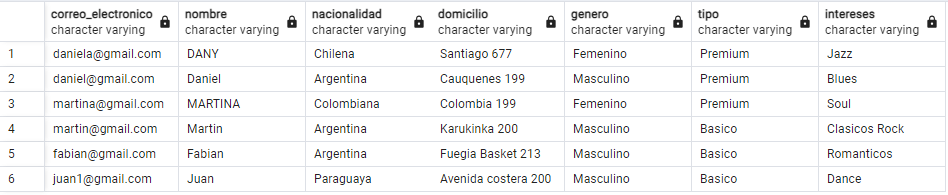 correo_electronico nombre nacionalidad domicilio genero tipo intereses
character varying character varying character varying character varying character varying character varying character varying
1 daniela@gmail.com DANY Chilena Santiago 677 Femenino Premium Jazz
2 daniel@gmail.com Daniel Argentina Cauquenes 199 Masculino Premium Blues
3 martina@gmail.com MARTINA Colombiana Colombia 199 Femenino Premium Soul
4 martin@gmail.com Martin Argentina Karukinka 200 Masculino Basico Clasicos Rock
5 fabian@gmail.com Fabian Argentina Fuegia Basket 213 Masculino Basico Romanticos
6 juan1@gmail.com Juan Paraguaya Avenida costera 200 Masculino Basico Dance